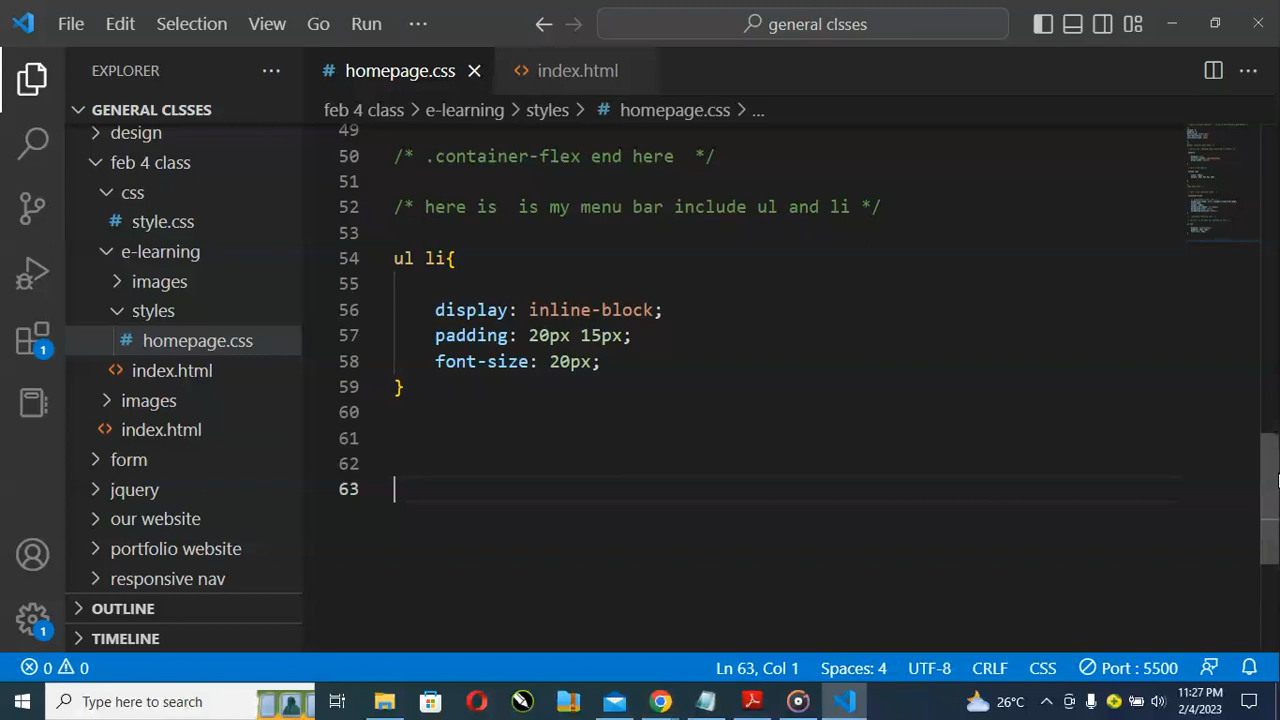 File Edit Selection View Go Run ··· general clsses
EXPLORER ···
GENERAL CLSSES
design
feb 4 class
css
# style.css
e-learning
images
styles
# homepage.css
<> index.html
images
<> index.html
form
jquery
our website
portfolio website
responsive nav
OUTLINE
TIMELINE
1
1
# homepage.css <> index.html
feb 4 class > e-learning > styles > # homepage.css > ...
49
50 /* .container-flex end here  */
51
52 /* here is  is my menu bar include ul and li */
53
54 ul li{
55
56     display: inline-block;
57     padding: 20px 15px;
58     font-size: 20px;
59 }
60
61
62
63
0 0 Ln 63, Col 1 Spaces: 4 UTF-8 CRLF CSS Port : 5500
Type here to search 26°C 11:27 PM
2/4/2023